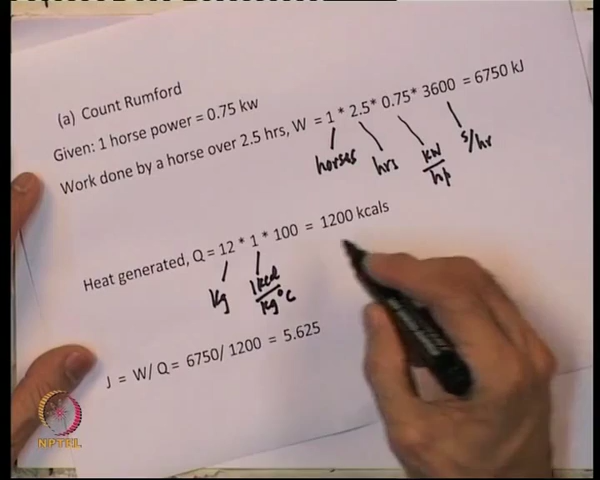 (a) Count Rumford
Given: 1 horse power = 0.75 kw
Work done by a horse over 2.5 hrs, W = 1 * 2.5* 0.75* 3600 = 6750 kJ
horses hrs kW/hp s/hr
Heat generated, Q = 12 * 1 * 100 = 1200 kcals
kg 1kcal/kg°C
J = W/ Q= 6750/ 1200 = 5.625
NPTEL